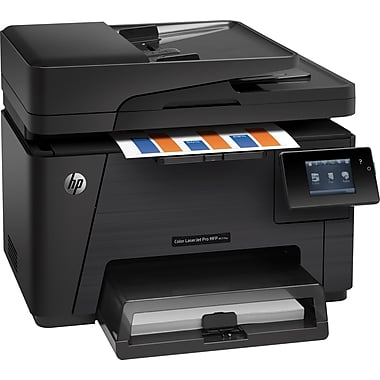 hp
Color LaserJet Pro MFP
?